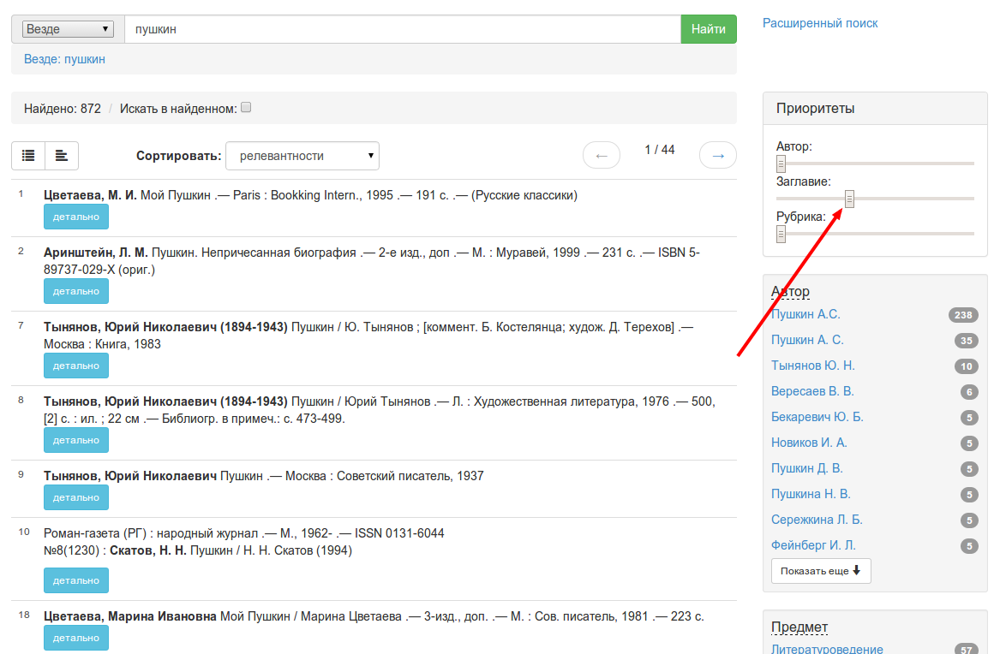 Везде
пушкин
Найти
Расширенный поиск
Везде: пушкин
Найдено: 872 / Искать в найденном:
Сортировать: релевантности
← 1 / 44 →
1 Цветаева, М. И. Мой Пушкин .— Paris : Bookking Intern., 1995 .— 191 с. .— (Русские классики)
детально
2 Аринштейн, Л. М. Пушкин. Непричесанная биография .— 2-е изд., доп .— М. : Муравей, 1999 .— 231 с. .— ISBN 5-
89737-029-X (ориг.)
детально
7 Тынянов, Юрий Николаевич (1894-1943) Пушкин / Ю. Тынянов ; [коммент. Б. Костелянца; худож. Д. Терехов] .—
Москва : Книга, 1983
детально
8 Тынянов, Юрий Николаевич (1894-1943) Пушкин / Юрий Тынянов .— Л. : Художественная литература, 1976 .— 500,
[2] с. : ил. ; 22 см .— Библиогр. в примеч.: с. 473-499.
детально
9 Тынянов, Юрий Николаевич Пушкин .— Москва : Советский писатель, 1937
детально
10 Роман-газета (РГ) : народный журнал .— М., 1962- .— ISSN 0131-6044
№8(1230) : Скатов, Н. Н. Пушкин / Н. Н. Скатов (1994)
детально
18 Цветаева, Марина Ивановна Мой Пушкин / Марина Цветаева .— 3-изд., доп. .— М. : Сов. писатель, 1981 .— 223 с.
детально
Приоритеты
Автор:
Заглавие:
Рубрика:
Автор
Пушкин А.С. 238
Пушкин А. С. 35
Тынянов Ю. Н. 10
Вересаев В. В. 6
Бекаревич Ю. Б. 5
Новиков И. А. 5
Пушкин Д. В. 5
Пушкина Н. В. 5
Сережкина Л. Б. 5
Фейнберг И. Л. 5
Показать еще
Предмет
Литературоведение 57